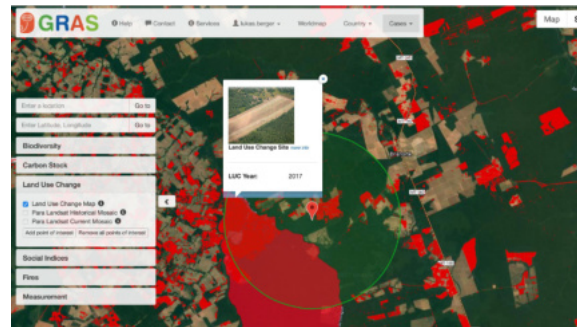 GRAS
Help
Contact
Services
lukas berger
Worldmap
Country
Cases
Map
Enter a location
Go to
Enter Latitude, Longitude
Go to
Biodiversity
Carbon Stock
Land Use Change
Land Use Change Map
Para Landsat Historical Mosaic
Para Landsat Current Mosaic
Add point of interest
Remove all points of interest
Social Indices
Fires
Measurement
Land Use Change Site
LUC Year: 2017